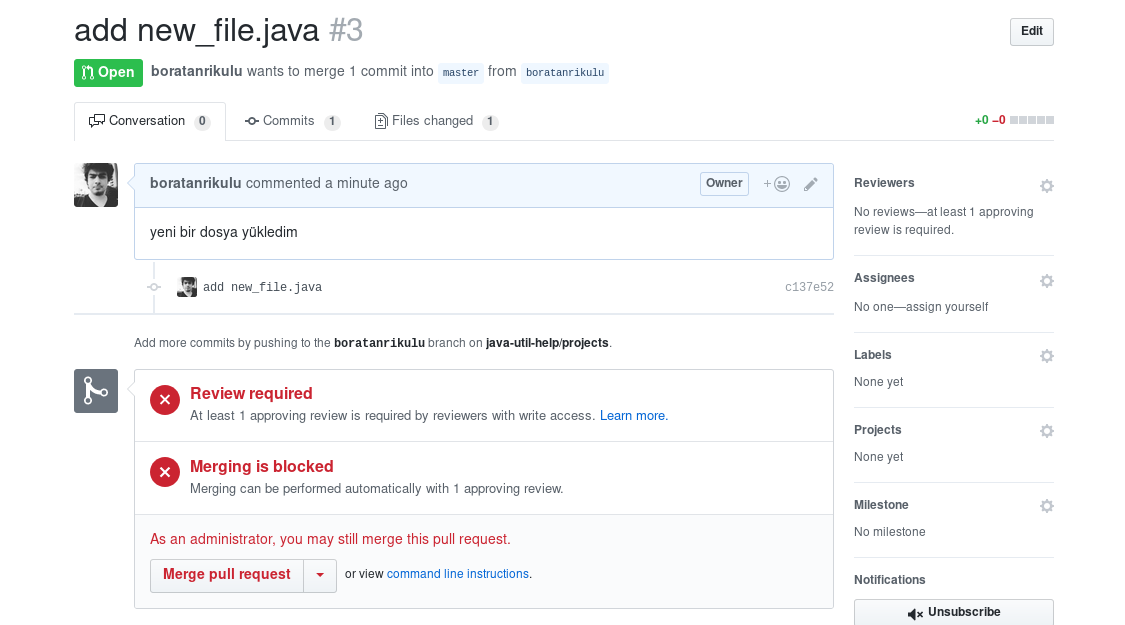 add new_file.java #3
Edit
Open boratanrikulu wants to merge 1 commit into master from boratanrikulu
Conversation 0 Commits 1 Files changed 1 +0 −0
boratanrikulu commented a minute ago Owner +
yeni bir dosya yükledim
add new_file.java c137e52
Add more commits by pushing to the boratanrikulu branch on java-util-help/projects.
Review required
At least 1 approving review is required by reviewers with write access. Learn more.
Merging is blocked
Merging can be performed automatically with 1 approving review.
As an administrator, you may still merge this pull request.
Merge pull request or view command line instructions.
Reviewers
No reviews—at least 1 approving
review is required.
Assignees
No one—assign yourself
Labels
None yet
Projects
None yet
Milestone
No milestone
Notifications
Unsubscribe